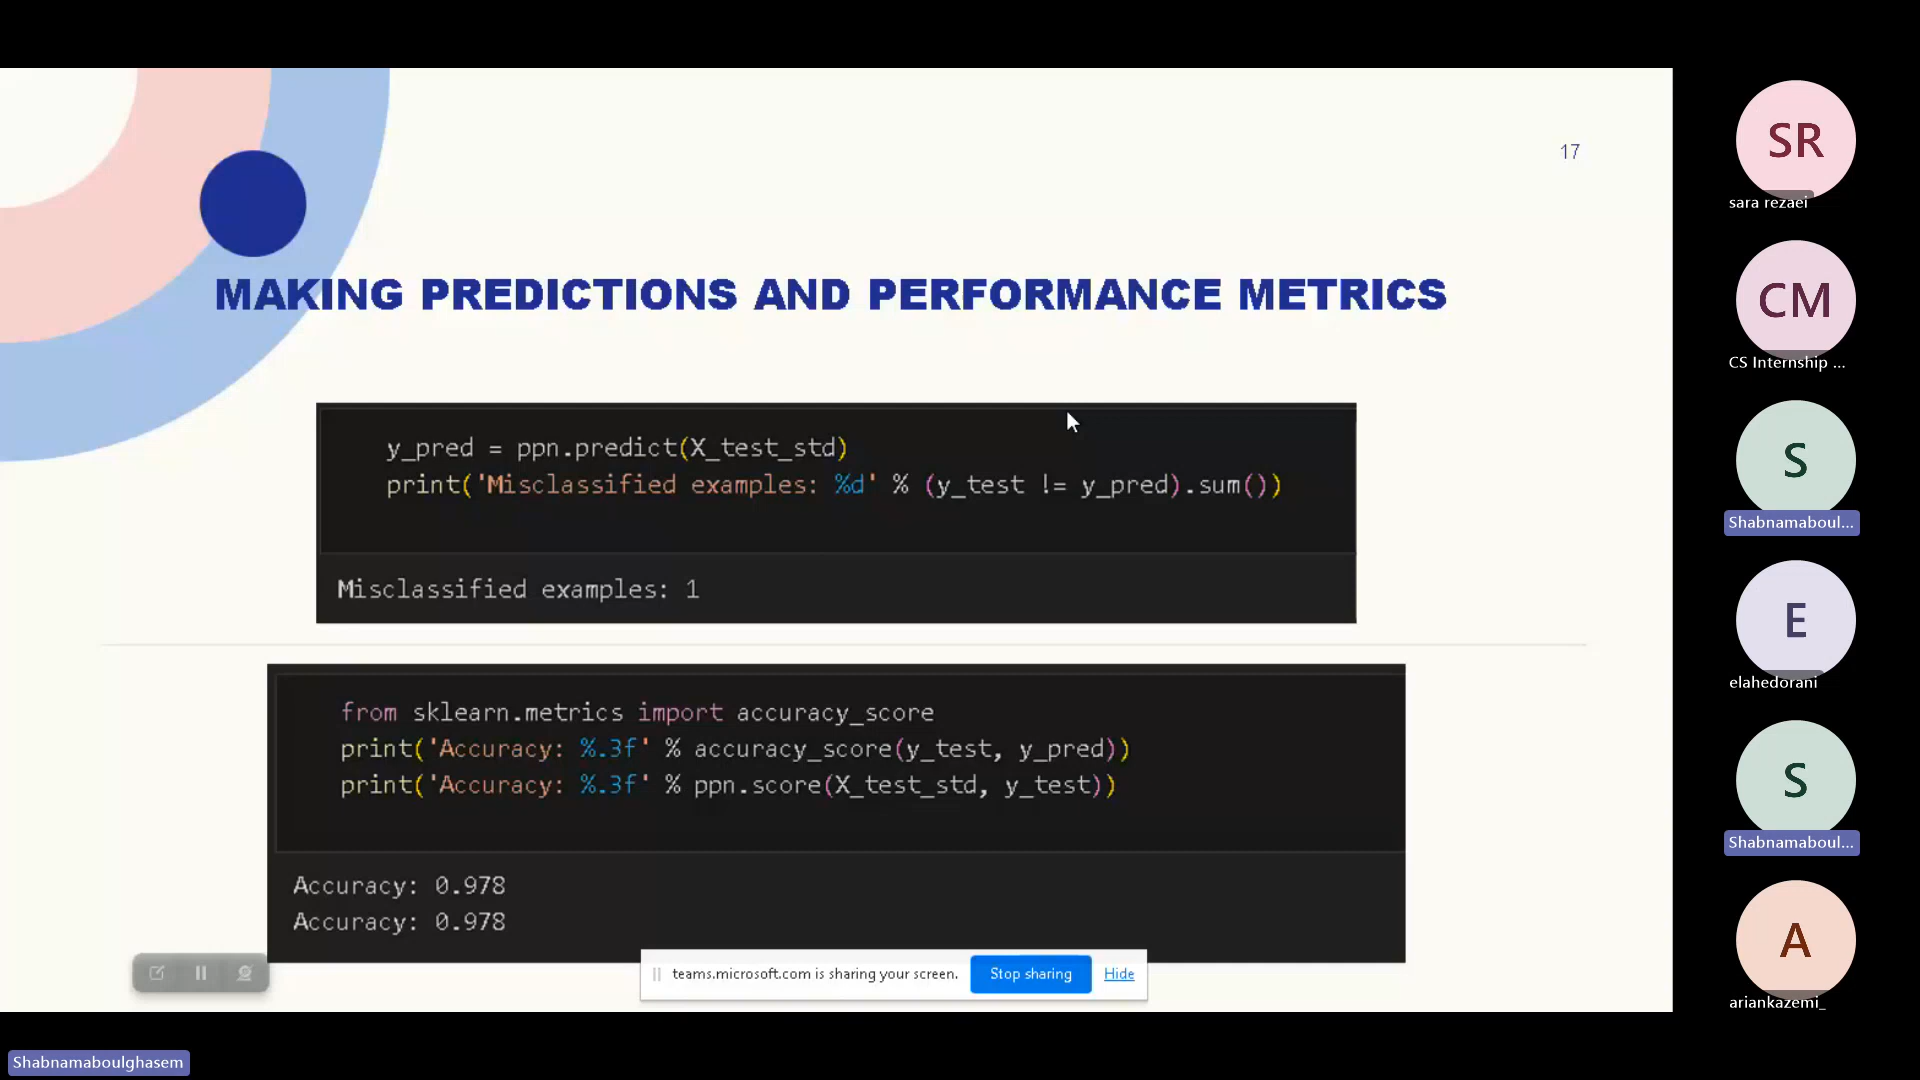 17
MAKING PREDICTIONS AND PERFORMANCE METRICS
y_pred = ppn.predict(X_test_std)
print('Misclassified examples: %d' % (y_test != y_pred).sum())
Misclassified examples: 1
from sklearn.metrics import accuracy_score
print('Accuracy: %.3f' % accuracy_score(y_test, y_pred))
print('Accuracy: %.3f' % ppn.score(X_test_std, y_test))
Accuracy: 0.978
Accuracy: 0.978
teams.microsoft.com is sharing your screen.
Stop sharing
Hide
SR
sara rezaei
CM
CS Internship ...
S
Shabnamaboul...
E
elahedorani
S
Shabnamaboul...
A
ariankazemi_
Shabnamaboulghasem